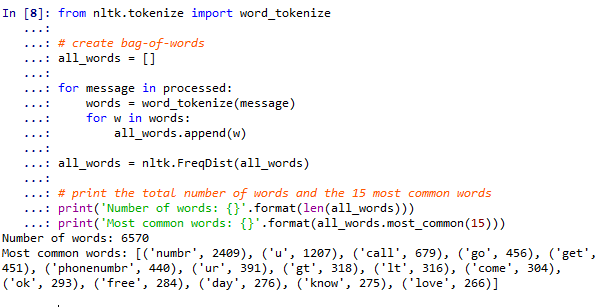 In [8]: from nltk.tokenize import word_tokenize
   ...:
   ...: # create bag-of-words
   ...: all_words = []
   ...:
   ...: for message in processed:
   ...:     words = word_tokenize(message)
   ...:     for w in words:
   ...:         all_words.append(w)
   ...:
   ...: all_words = nltk.FreqDist(all_words)
   ...:
   ...: # print the total number of words and the 15 most common words
   ...: print('Number of words: {}'.format(len(all_words)))
   ...: print('Most common words: {}'.format(all_words.most_common(15)))
Number of words: 6570
Most common words: [('numbr', 2409), ('u', 1207), ('call', 679), ('go', 456), ('get',
451), ('phonenumbr', 440), ('ur', 391), ('gt', 318), ('lt', 316), ('come', 304),
('ok', 293), ('free', 284), ('day', 276), ('know', 275), ('love', 266)]